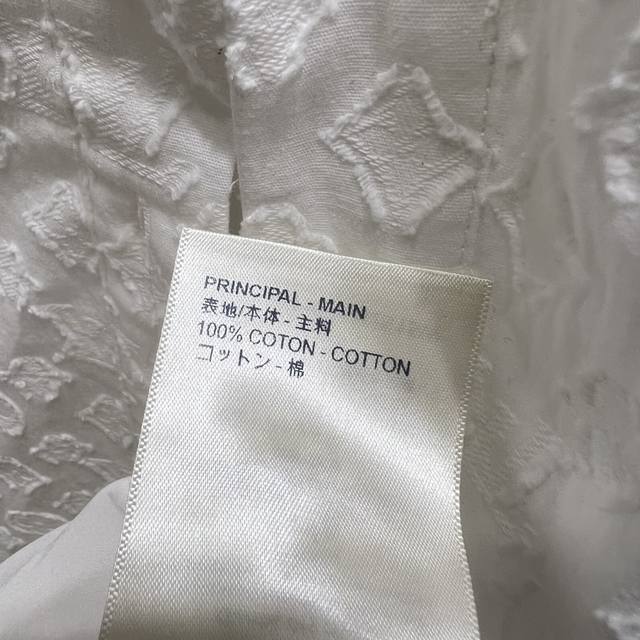 PRINCIPAL - MAIN
表地/本体 - 主料
100% COTON - COTTON
コットン - 棉